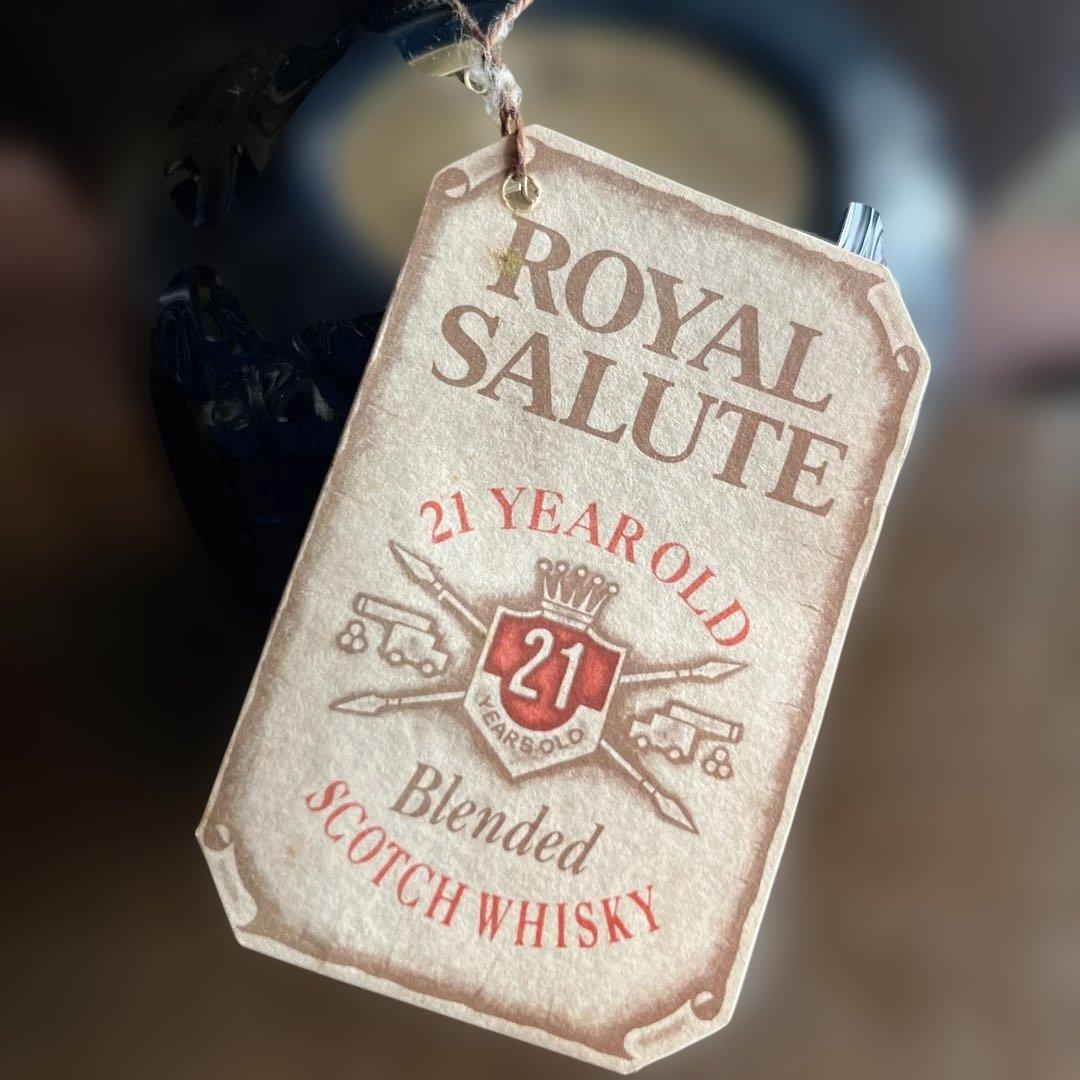 ROYAL
SALUTE
21 YEAR OLD
21
YEARS OLD
Blended
SCOTCH WHISKY